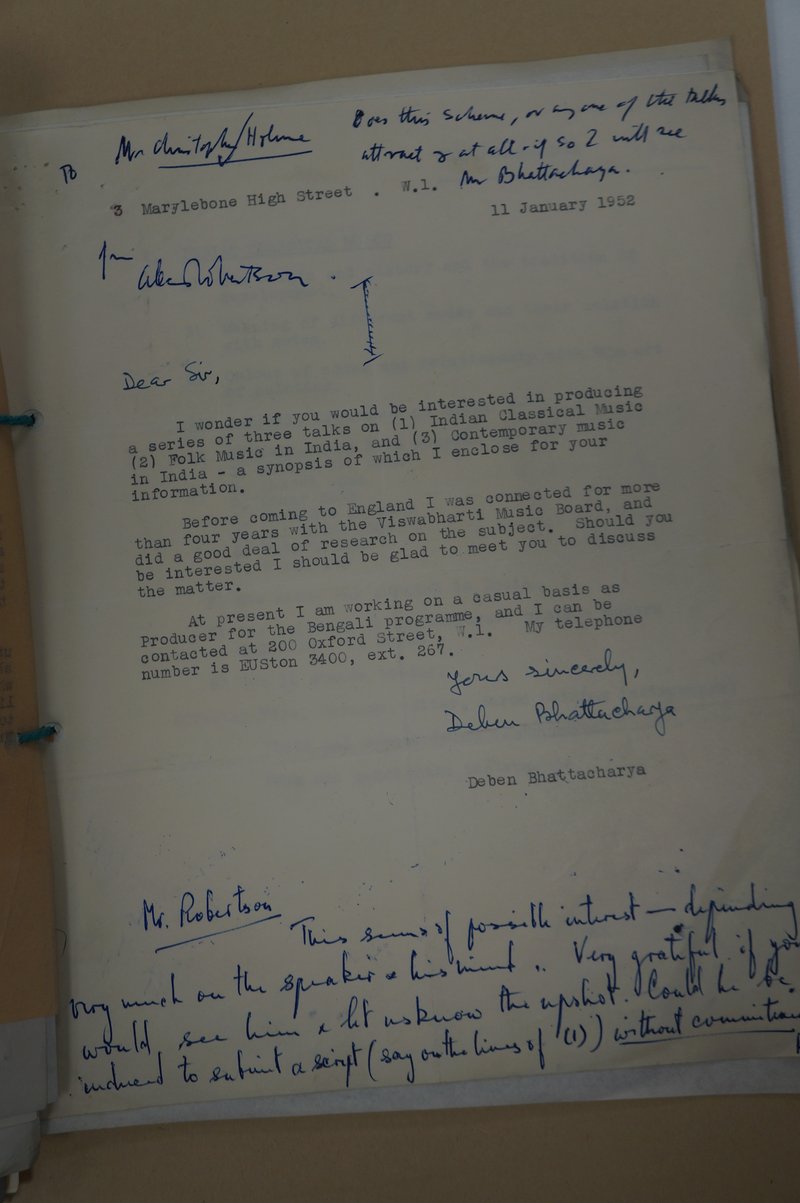 To Mr Christopher Holme
Does this scheme, or any one of the talks
attract you at all - if so I will see
Mr Bhattacharya.
3 Marylebone High Street . W.1.
11 January 1952
from
Alec Robertson.
Dear Sir,
I wonder if you would be interested in producing
a series of three talks on (1) Indian Classical Music
(2) Folk Music in India, and (3) Contemporary music
in India - a synopsis of which I enclose for your
information.
Before coming to England I was connected for more
than four years with the Viswabharti Music Board, and
did a good deal of research on the subject. Should you
be interested I should be glad to meet you to discuss
the matter.
At present I am working on a casual basis as
Producer for the Bengali programme, and I can be
contacted at 200 Oxford Street, W.1. My telephone
number is EUSton 3400, ext. 267.
Yours sincerely,
Deben Bhattacharya
Deben Bhattacharya
Mr. Robertson
This seems of possible interest — depending
very much on the speaker & his mind. Very grateful if you
would see him & let us know the upshot. Could he be
induced to submit a script (say on the lines of (1)) without